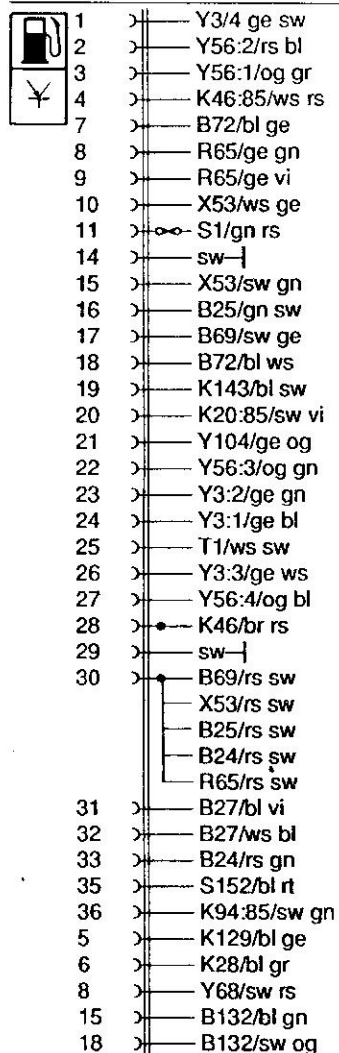 1 Y3/4 ge sw
2 Y56:2/rs bl
3 Y56:1/og gr
4 K46:85/ws rs
7 B72/bl ge
8 R65/ge gn
9 R65/ge vi
10 X53/ws ge
11 S1/gn rs
14 sw
15 X53/sw gn
16 B25/gn sw
17 B69/sw ge
18 B72/bl ws
19 K143/bl sw
20 K20:85/sw vi
21 Y104/ge og
22 Y56:3/og gn
23 Y3:2/ge gn
24 Y3:1/ge bl
25 T1/ws sw
26 Y3:3/ge ws
27 Y56:4/og bl
28 K46/br rs
29 sw
30 B69/rs sw
X53/rs sw
B25/rs sw
B24/rs sw
R65/rs sw
31 B27/bl vi
32 B27/ws bl
33 B24/rs gn
35 S152/bl rt
36 K94:85/sw gn
5 K129/bl ge
6 K28/bl gr
8 Y68/sw rs
15 B132/bl gn
18 B132/sw og